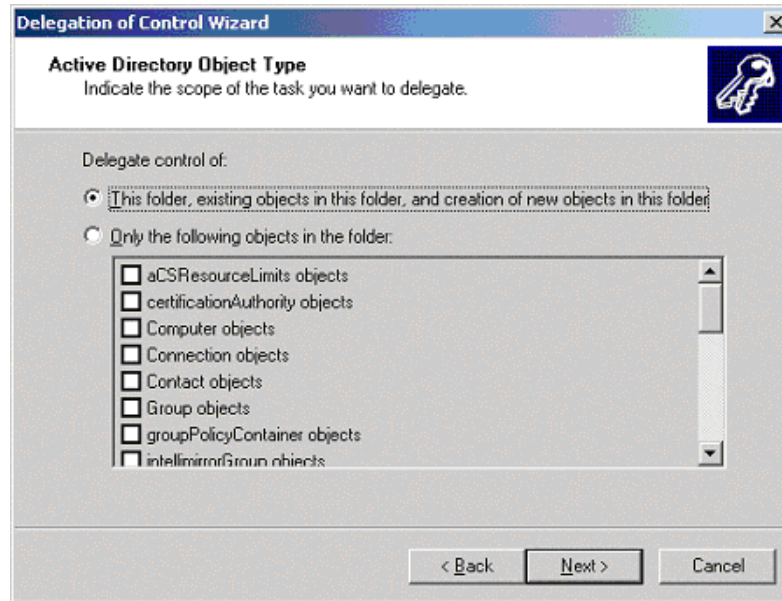 Delegation of Control Wizard
Active Directory Object Type
Indicate the scope of the task you want to delegate.
Delegate control of:
This folder, existing objects in this folder, and creation of new objects in this folder
Only the following objects in the folder:
aCSResourceLimits objects
certificationAuthority objects
Computer objects
Connection objects
Contact objects
Group objects
groupPolicyContainer objects
intellimirrorGroup objects
< Back
Next >
Cancel